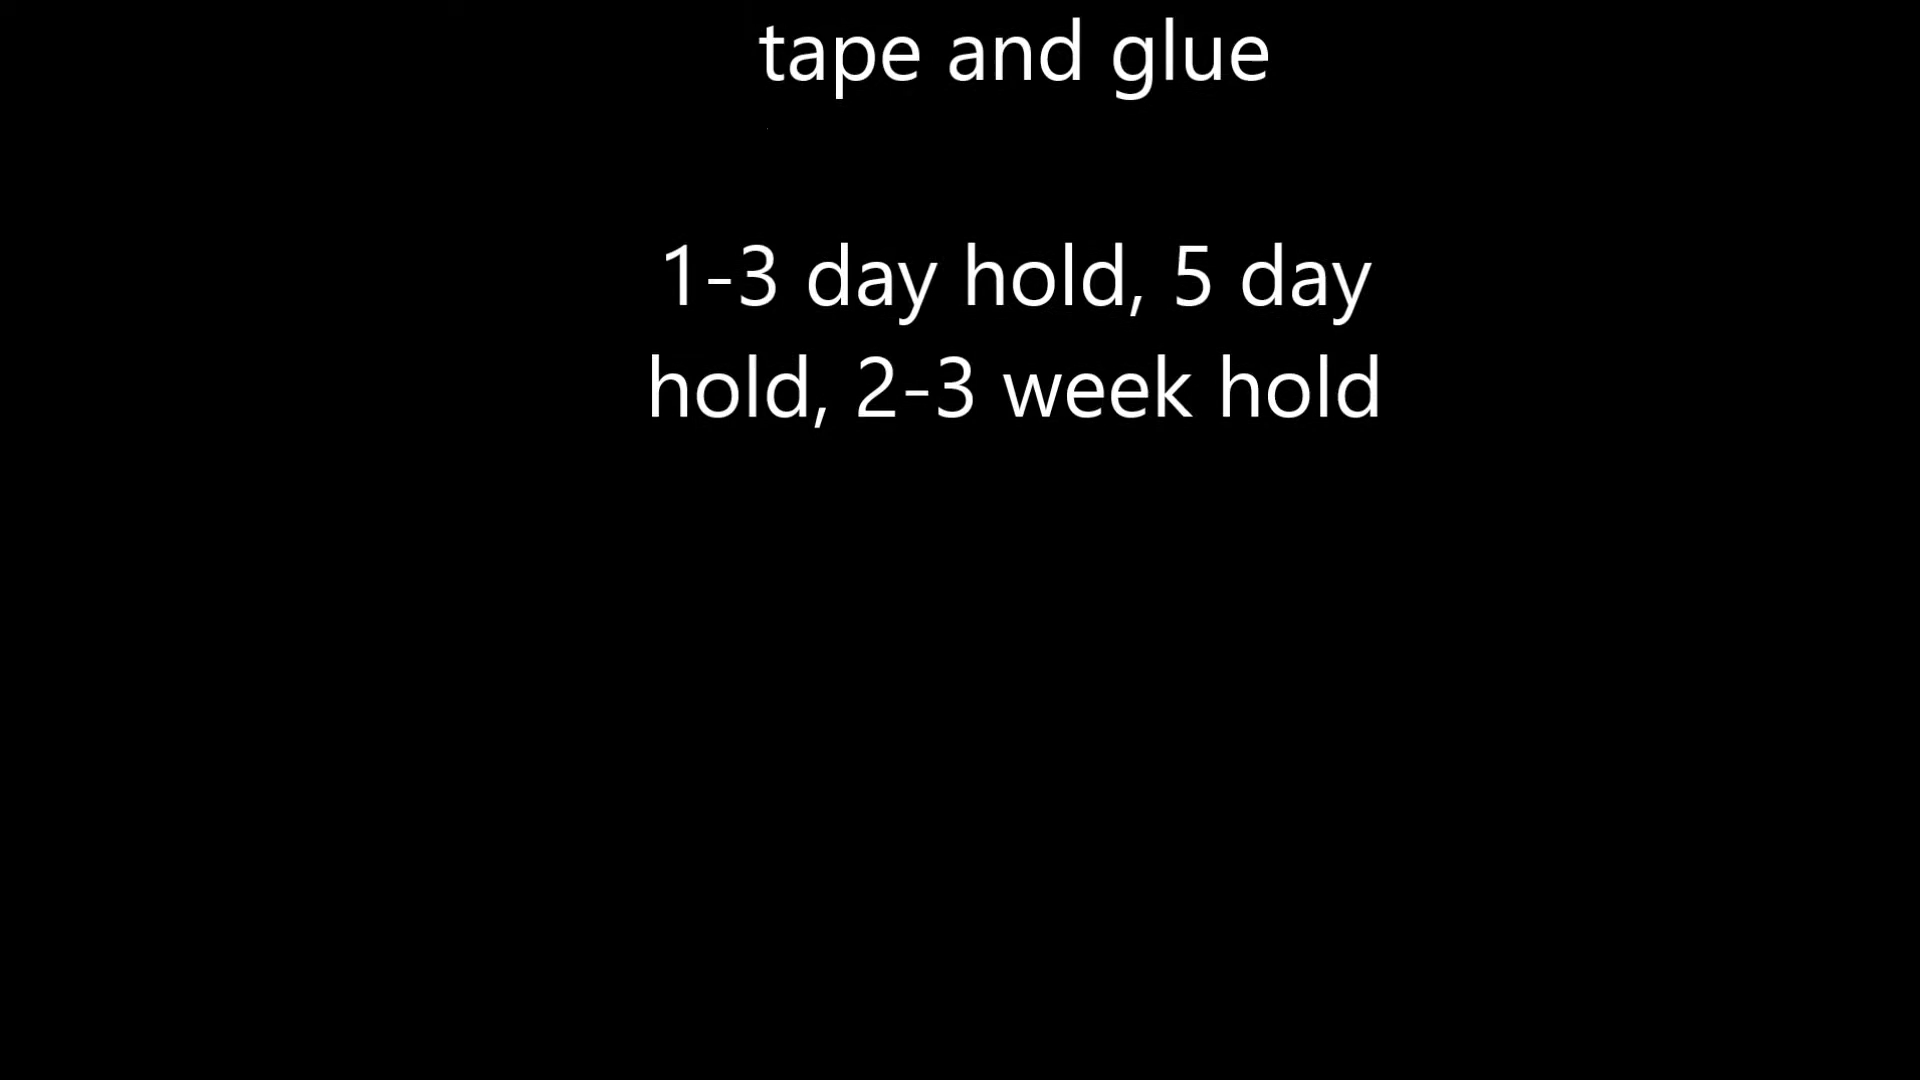 tape and glue
1-3 day hold, 5 day
hold, 2-3 week hold